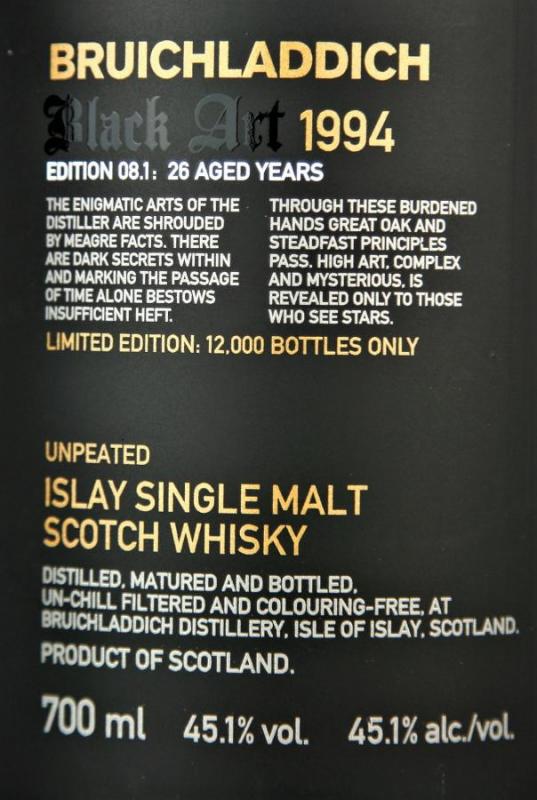 BRUICHLADDICH
Black Art 1994
EDITION 08.1: 26 AGED YEARS
THE ENIGMATIC ARTS OF THE
DISTILLER ARE SHROUDED
BY MEAGRE FACTS. THERE
ARE DARK SECRETS WITHIN
AND MARKING THE PASSAGE
OF TIME ALONE BESTOWS
INSUFFICIENT HEFT.
THROUGH THESE BURDENED
HANDS GREAT OAK AND
STEADFAST PRINCIPLES
PASS. HIGH ART, COMPLEX
AND MYSTERIOUS, IS
REVEALED ONLY TO THOSE
WHO SEE STARS.
LIMITED EDITION: 12,000 BOTTLES ONLY
UNPEATED
ISLAY SINGLE MALT
SCOTCH WHISKY
DISTILLED, MATURED AND BOTTLED,
UN-CHILL FILTERED AND COLOURING-FREE, AT
BRUICHLADDICH DISTILLERY, ISLE OF ISLAY, SCOTLAND.
PRODUCT OF SCOTLAND.
700 ml 45.1% vol. 45.1% alc./vol.